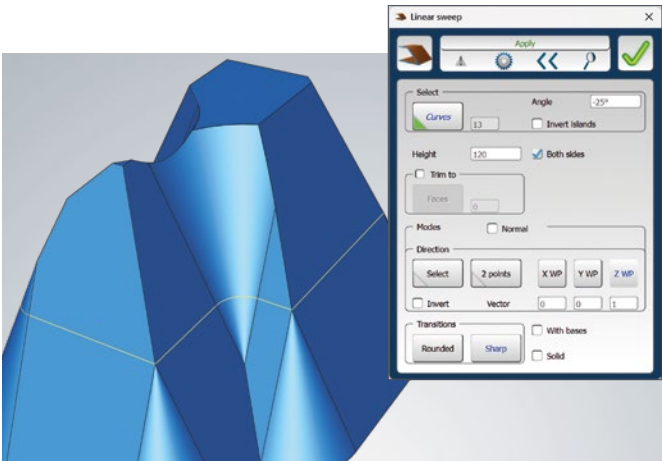 Linear sweep
Apply
Select
Curves
13
Angle
-25°
Invert islands
Height
120
Both sides
Trim to
Faces
0
Modes
Normal
Direction
Select
2 points
X WP
Y WP
Z WP
Invert
Vector
0
0
1
Transitions
Rounded
Sharp
With bases
Solid